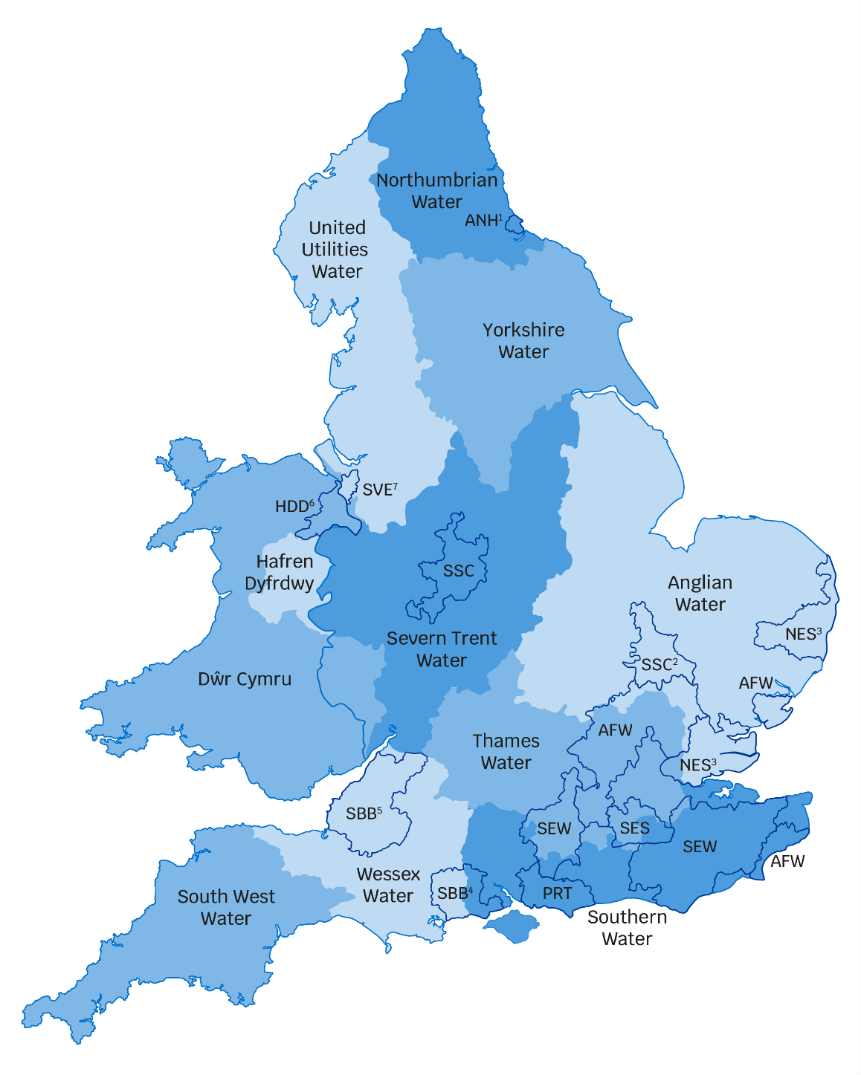 Northumbrian
Water
ANH¹
United
Utilities
Water
Yorkshire
Water
SVE⁷
HDD⁶
Hafren
Dyfrdwy
SSC
Anglian
Water
NES³
Severn Trent
Water
SSC²
Dŵr Cymru
AFW
AFW
Thames
Water
NES³
SBB⁵
SEW
SES
SEW
AFW
Wessex
Water
SBB⁴
PRT
South West
Water
Southern
Water